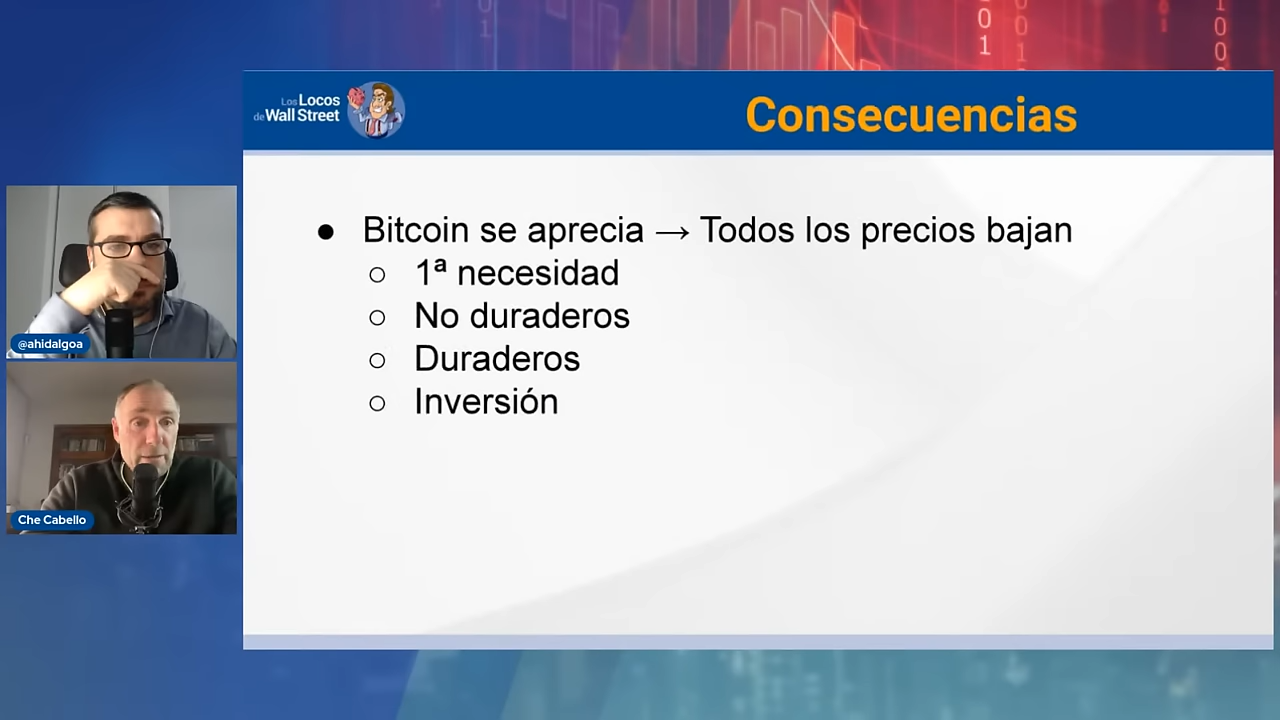 Los Locos
de Wall Street
Consecuencias
● Bitcoin se aprecia → Todos los precios bajan
○ 1ª necesidad
○ No duraderos
○ Duraderos
○ Inversión
@ahidalgoa
Che Cabello